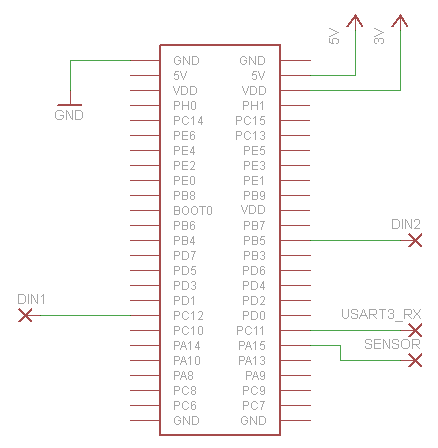 5V 3V
GND GND
5V 5V
VDD VDD
PH0 PH1
GND PC14 PC15
PE6 PC13
PE4 PE5
PE2 PE3
PE0 PE1
PB8 PB9
BOOT0 VDD
PB6 PB7 DIN2
PB4 PB5
PD7 PB3
PD5 PD6
PD3 PD4
DIN1 PD1 PD2
PC12 PD0 USART3_RX
PC10 PC11
PA14 PA15 SENSOR
PA10 PA13
PA8 PA9
PC8 PC9
PC6 PC7
GND GND